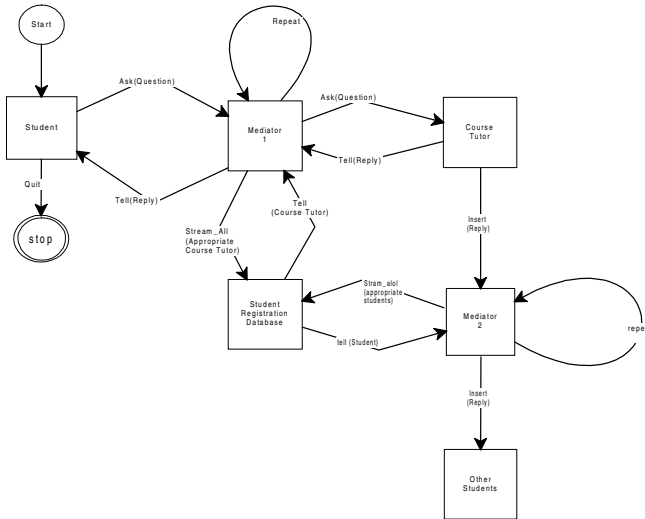 Start
Repeat
Ask(Question)
Ask(Question)
Student
Mediator
1
Course
Tutor
Tell(Reply)
Quit
Tell(Reply)
Tell
(Course Tutor)
Stream_All
(Appropriate
Course Tutor)
Insert
(Reply)
stop
Student
Registration
Database
Stram_alol
(appropriate
students)
Mediator
2
repe
tell (Student)
Insert
(Reply)
Other
Students